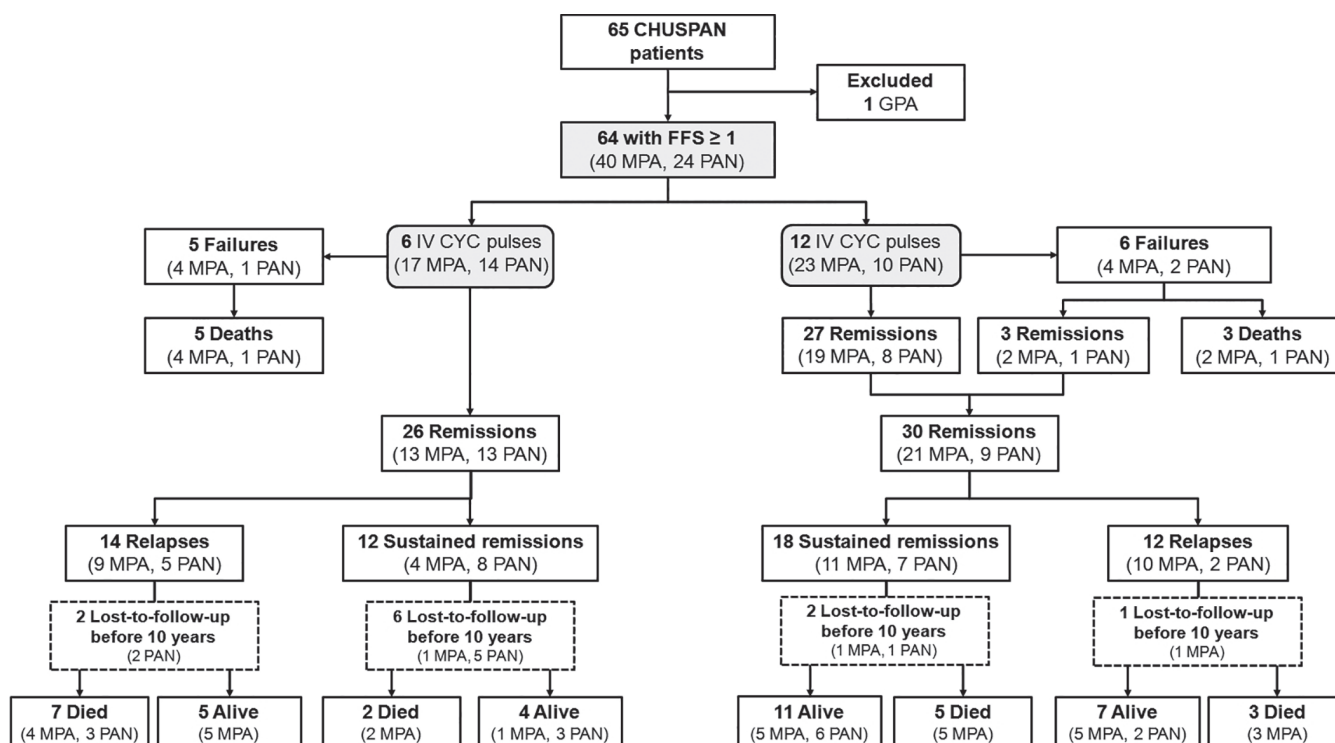 65 CHUSPAN
patients
Excluded
1 GPA
64 with FFS ≥ 1
(40 MPA, 24 PAN)
5 Failures
(4 MPA, 1 PAN)
6 IV CYC pulses
(17 MPA, 14 PAN)
12 IV CYC pulses
(23 MPA, 10 PAN)
6 Failures
(4 MPA, 2 PAN)
5 Deaths
(4 MPA, 1 PAN)
27 Remissions
(19 MPA, 8 PAN)
3 Remissions
(2 MPA, 1 PAN)
3 Deaths
(2 MPA, 1 PAN)
26 Remissions
(13 MPA, 13 PAN)
30 Remissions
(21 MPA, 9 PAN)
14 Relapses
(9 MPA, 5 PAN)
12 Sustained remissions
(4 MPA, 8 PAN)
18 Sustained remissions
(11 MPA, 7 PAN)
12 Relapses
(10 MPA, 2 PAN)
2 Lost-to-follow-up
before 10 years
(2 PAN)
6 Lost-to-follow-up
before 10 years
(1 MPA, 5 PAN)
2 Lost-to-follow-up
before 10 years
(1 MPA, 1 PAN)
1 Lost-to-follow-up
before 10 years
(1 MPA)
7 Died
(4 MPA, 3 PAN)
5 Alive
(5 MPA)
2 Died
(2 MPA)
4 Alive
(1 MPA, 3 PAN)
11 Alive
(5 MPA, 6 PAN)
5 Died
(5 MPA)
7 Alive
(5 MPA, 2 PAN)
3 Died
(3 MPA)